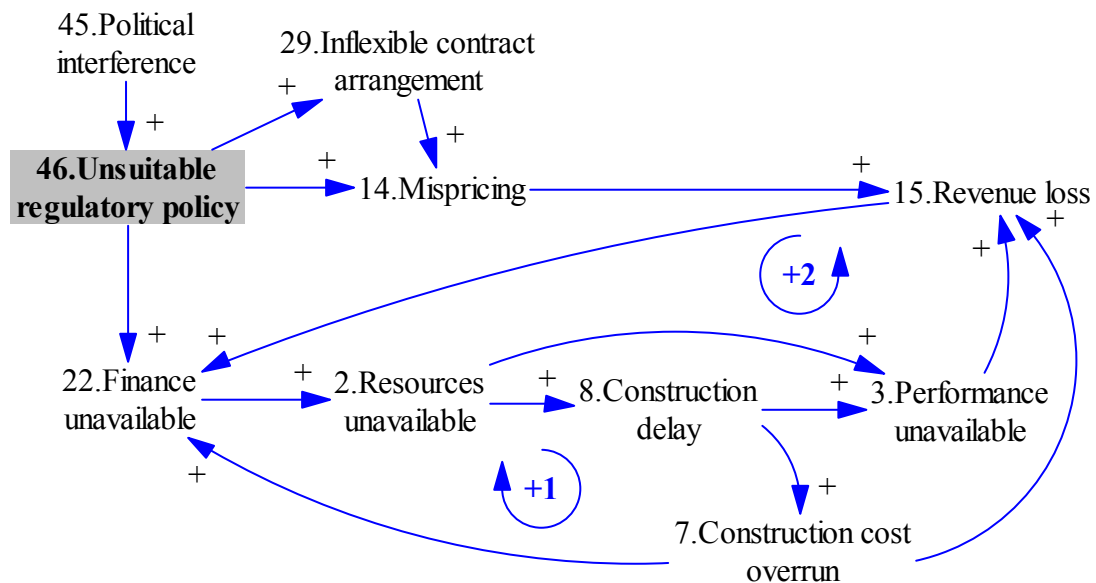 45.Political
interference
29.Inflexible contract
arrangement
+
+
+
46.Unsuitable
regulatory policy
+
14.Mispricing
+
15.Revenue loss
+
+
+2
+
+
+
22.Finance
unavailable
+
2.Resources
unavailable
+
8.Construction
delay
+
3.Performance
unavailable
+
+1
+
7.Construction cost
overrun